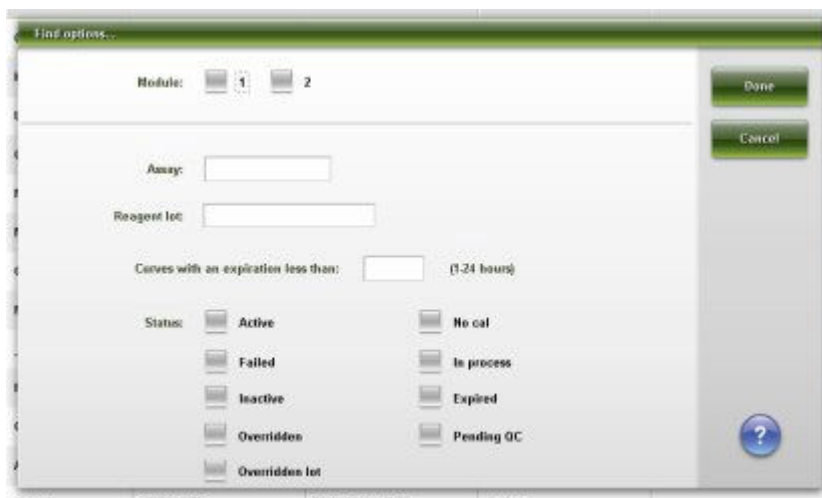 Find options...
Module: 1 2
Done
Cancel
Assay:
Reagent lot:
Curves with an expiration less than: (1-24 hours)
Status: Active No cal
Failed In process
Inactive Expired
Overridden Pending QC
Overridden lot
?